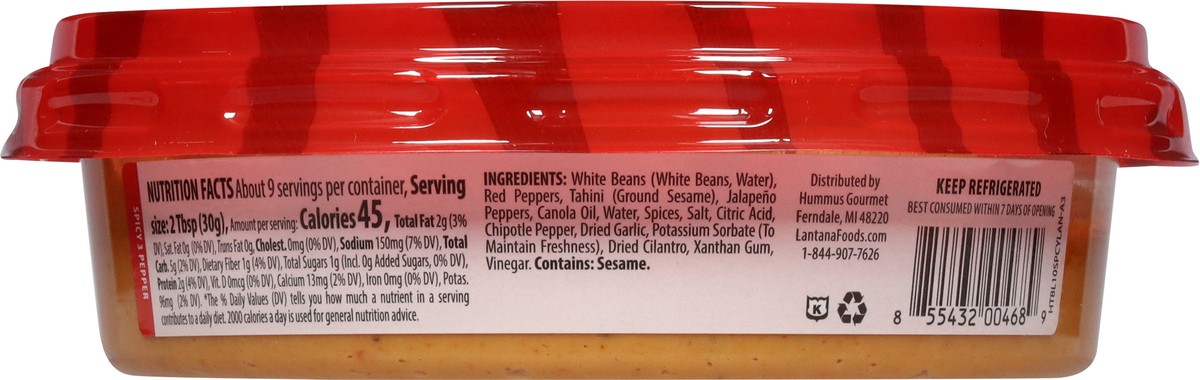 SPICY 3 PEPPER
NUTRITION FACTS About 9 servings per container, Serving
size: 2 Tbsp (30g), Amount per serving: Calories 45, Total Fat 2g (3%
DV), Sat. Fat 0g (0% DV), Trans Fat 0g, Cholest. 0mg (0% DV), Sodium 150mg (7% DV), Total
Carb. 5g (2% DV), Dietary Fiber 1g (4% DV), Total Sugars 1g (Incl. 0g Added Sugars, 0% DV),
Protein 2g (4% DV), Vit. D 0mcg (0% DV), Calcium 13mg (2% DV), Iron 0mg (0% DV), Potas.
96mg (2% DV). *The % Daily Values (DV) tells you how much a nutrient in a serving
contributes to a daily diet. 2000 calories a day is used for general nutrition advice.
INGREDIENTS: White Beans (White Beans, Water),
Red Peppers, Tahini (Ground Sesame), Jalapeño
Peppers, Canola Oil, Water, Spices, Salt, Citric Acid,
Chipotle Pepper, Dried Garlic, Potassium Sorbate (To
Maintain Freshness), Dried Cilantro, Xanthan Gum,
Vinegar. Contains: Sesame.
Distributed by
Hummus Gourmet
Ferndale, MI 48220
LantanaFoods.com
1-844-907-7626
K
KEEP REFRIGERATED
BEST CONSUMED WITHIN 7 DAYS OF OPENING
8 55432 00468 9
HTBL10SPCYLAN-A3